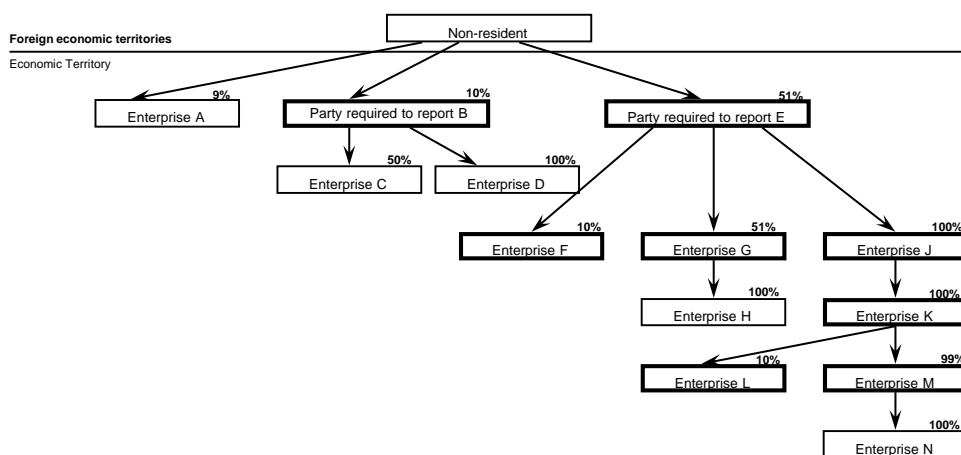 Non-resident
Foreign economic territories
Economic Territory
9%
Enterprise A
10%
Party required to report B
51%
Party required to report E
50%
Enterprise C
100%
Enterprise D
10%
Enterprise F
51%
Enterprise G
100%
Enterprise J
100%
Enterprise H
100%
Enterprise K
10%
Enterprise L
99%
Enterprise M
100%
Enterprise N